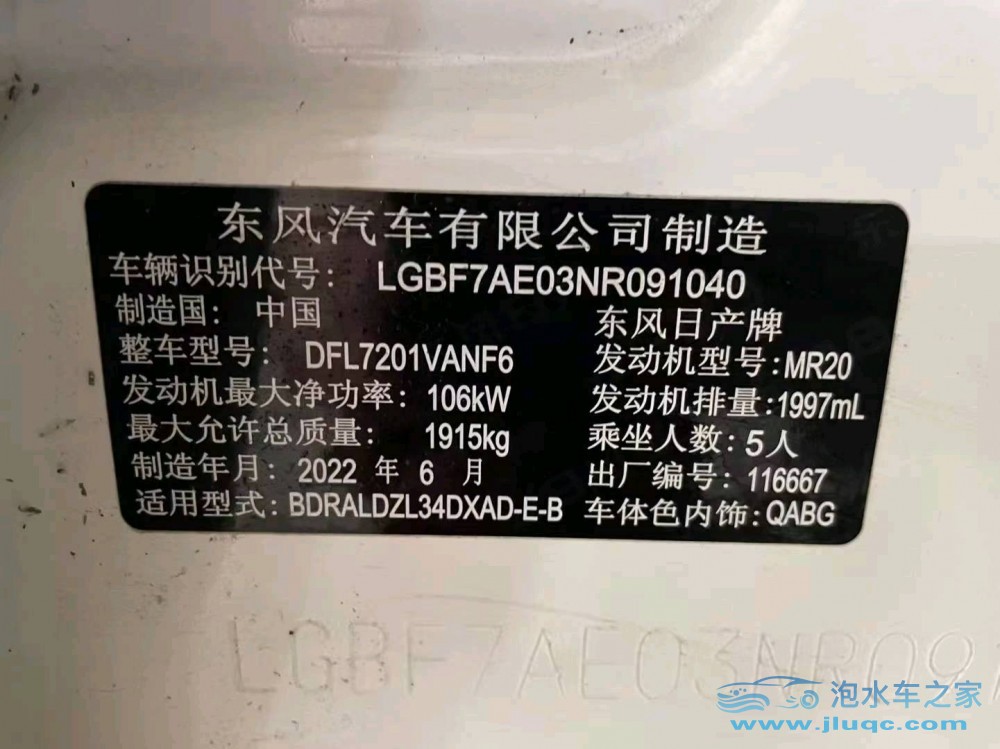 东风汽车有限公司制造
车辆识别代号: LGBF7AE03NR091040
制造国: 中国 东风日产牌
整车型号: DFL7201VANF6 发动机型号:MR20
发动机最大净功率: 106kW 发动机排量:1997mL
最大允许总质量: 1915kg 乘坐人数: 5人
制造年月: 2022 年 6 月 出厂编号: 116667
适用型式: BDRALDZL34DXAD-E-B 车体色内饰: QABG
LGBF7AE03NR091
泡水车之家
www.jluqc.com